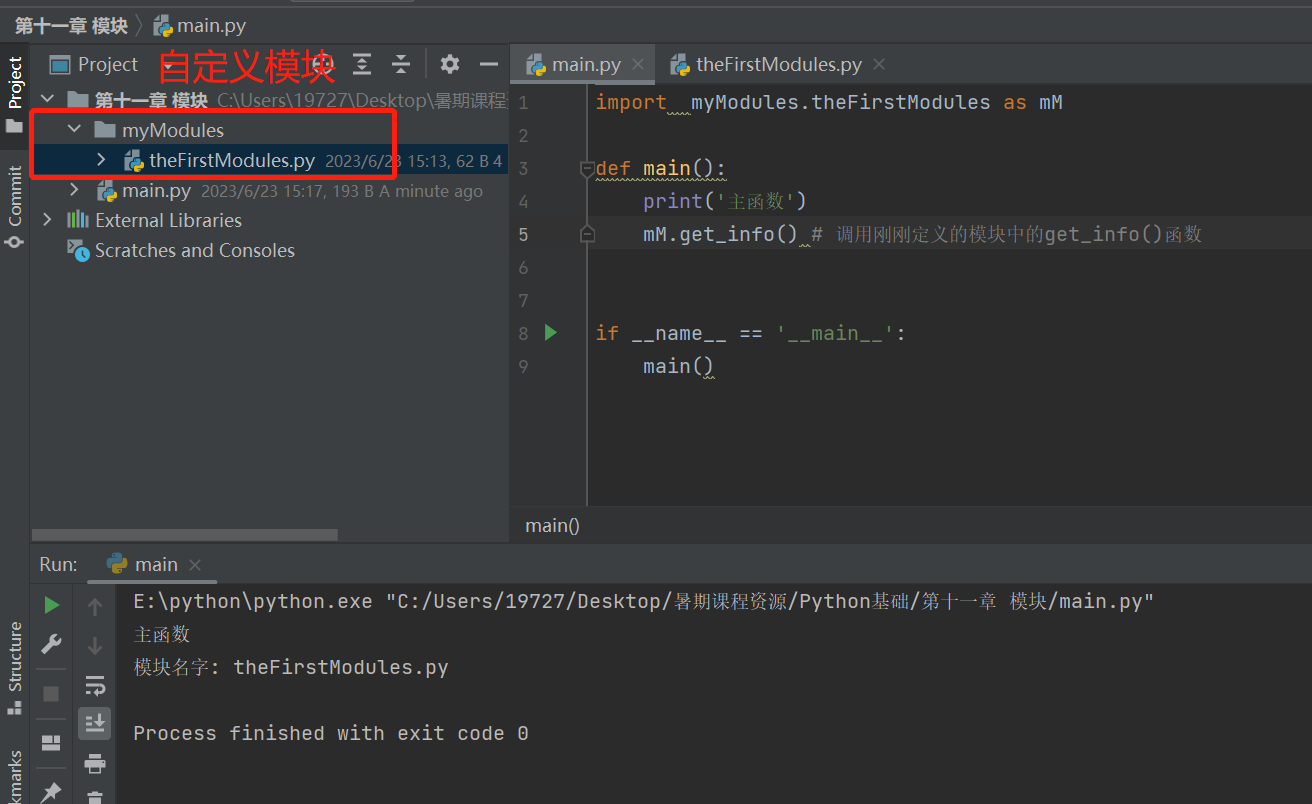 第十一章 模块 main.py
Project
自定义模块
main.py
theFirstModules.py
Project
第十一章 模块 C:\Users\19727\Desktop\暑期课程
myModules
theFirstModules.py 2023/6/23 15:13, 62 B 4
main.py 2023/6/23 15:17, 193 B A minute ago
External Libraries
Scratches and Consoles
Commit
1 import  myModules.theFirstModules as mM
2
3 def main():
4     print('主函数')
5     mM.get_info() # 调用刚刚定义的模块中的get_info()函数
6
7
8 if __name__ == '__main__':
9     main()
main()
Run: main
E:\python\python.exe "C:/Users/19727/Desktop/暑期课程资源/Python基础/第十一章 模块/main.py"
主函数
模块名字: theFirstModules.py
Process finished with exit code 0
Structure
kmarks